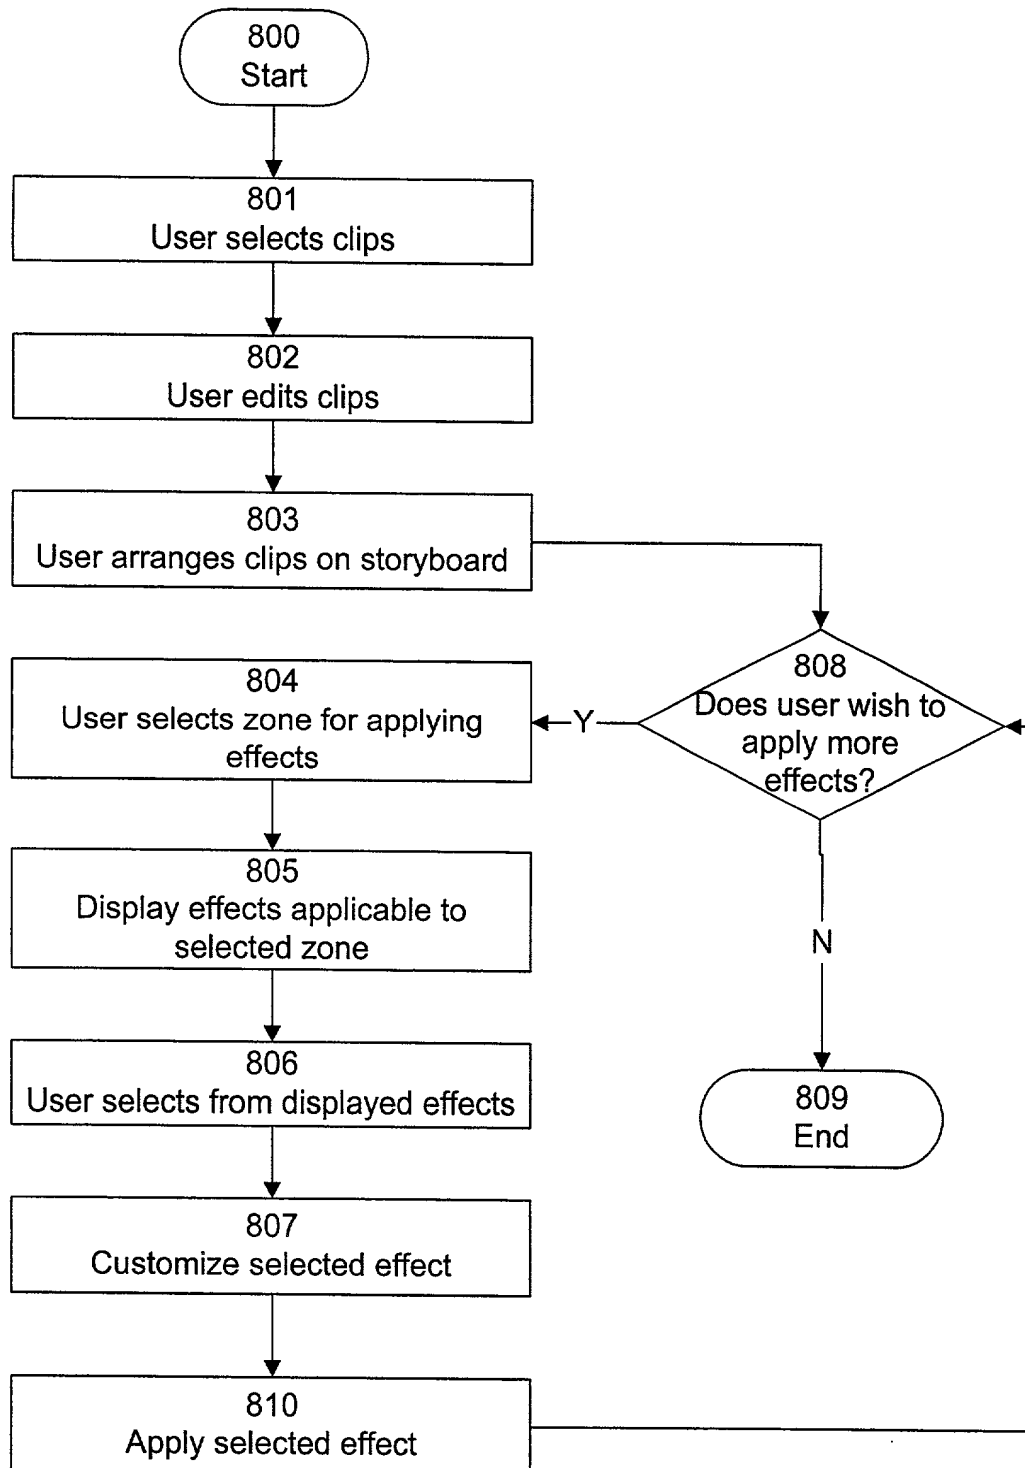 800
Start
801
User selects clips
802
User edits clips
803
User arranges clips on storyboard
808
Does user wish to
apply more
effects?
Y
N
804
User selects zone for applying
effects
805
Display effects applicable to
selected zone
806
User selects from displayed effects
807
Customize selected effect
810
Apply selected effect
809
End